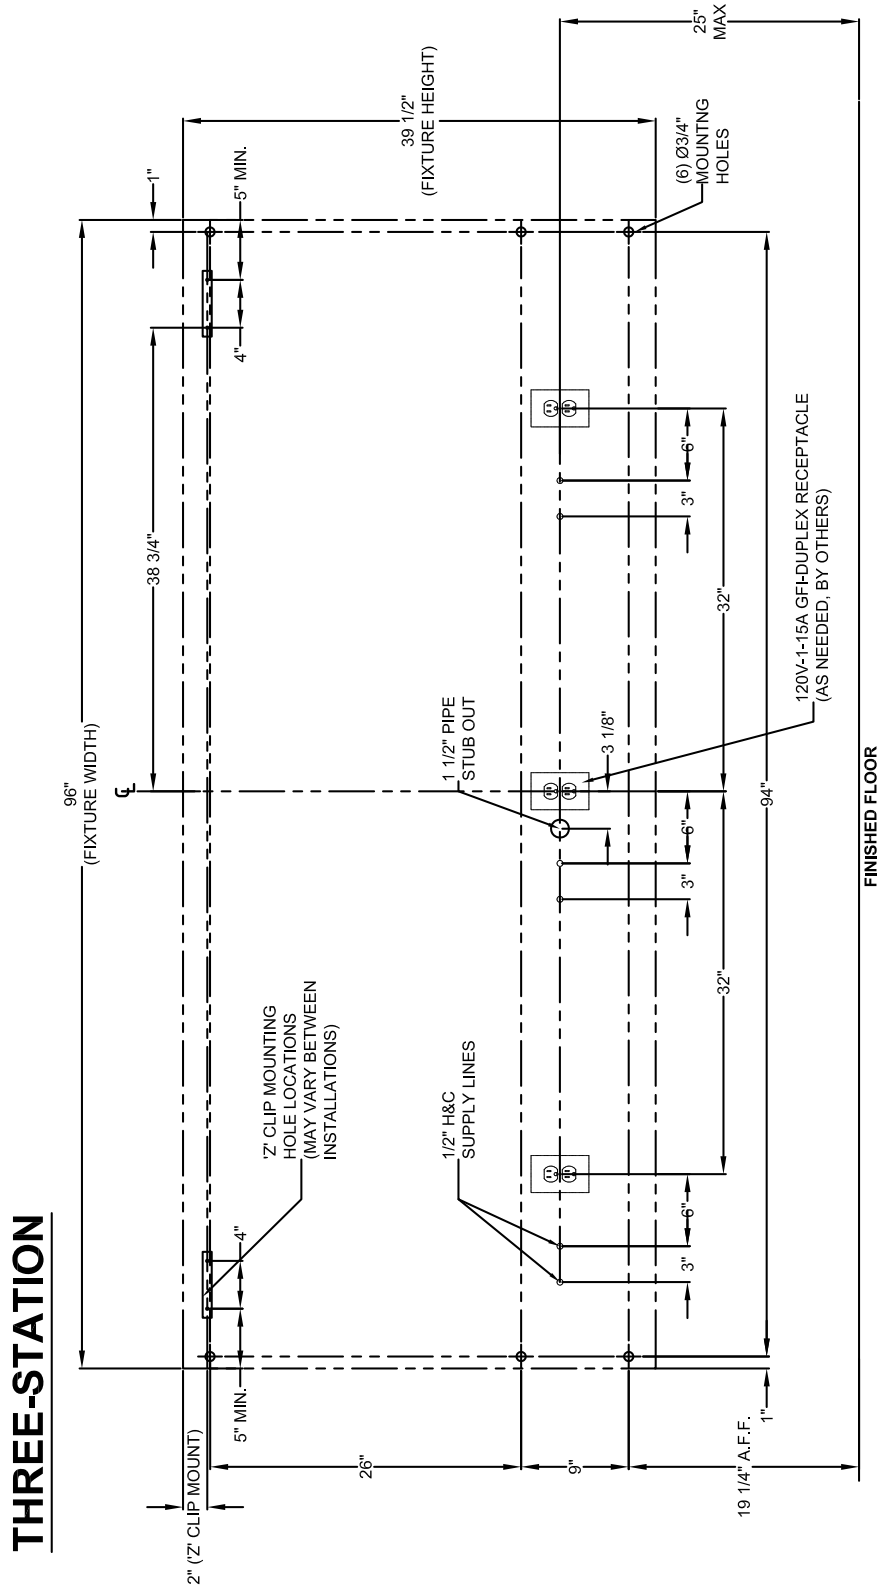 THREE-STATION
2" ('Z' CLIP MOUNT)
96"
(FIXTURE WIDTH)
℄
38 3/4"
1"
5" MIN.
4"
5" MIN.
4"
39 1/2"
(FIXTURE HEIGHT)
'Z' CLIP MOUNTING
HOLE LOCATIONS
(MAY VARY BETWEEN
INSTALLATIONS)
26"
1/2" H&C
SUPPLY LINES
1 1/2" PIPE
STUB OUT
3 1/8"
9"
3"
6"
3"
6"
3"
6"
32"
32"
(6) Ø3/4"
MOUNTNG
HOLES
25"
MAX
94"
1"
19 1/4" A.F.F.
120V-1-15A GFI-DUPLEX RECEPTACLE
(AS NEEDED, BY OTHERS)
FINISHED FLOOR